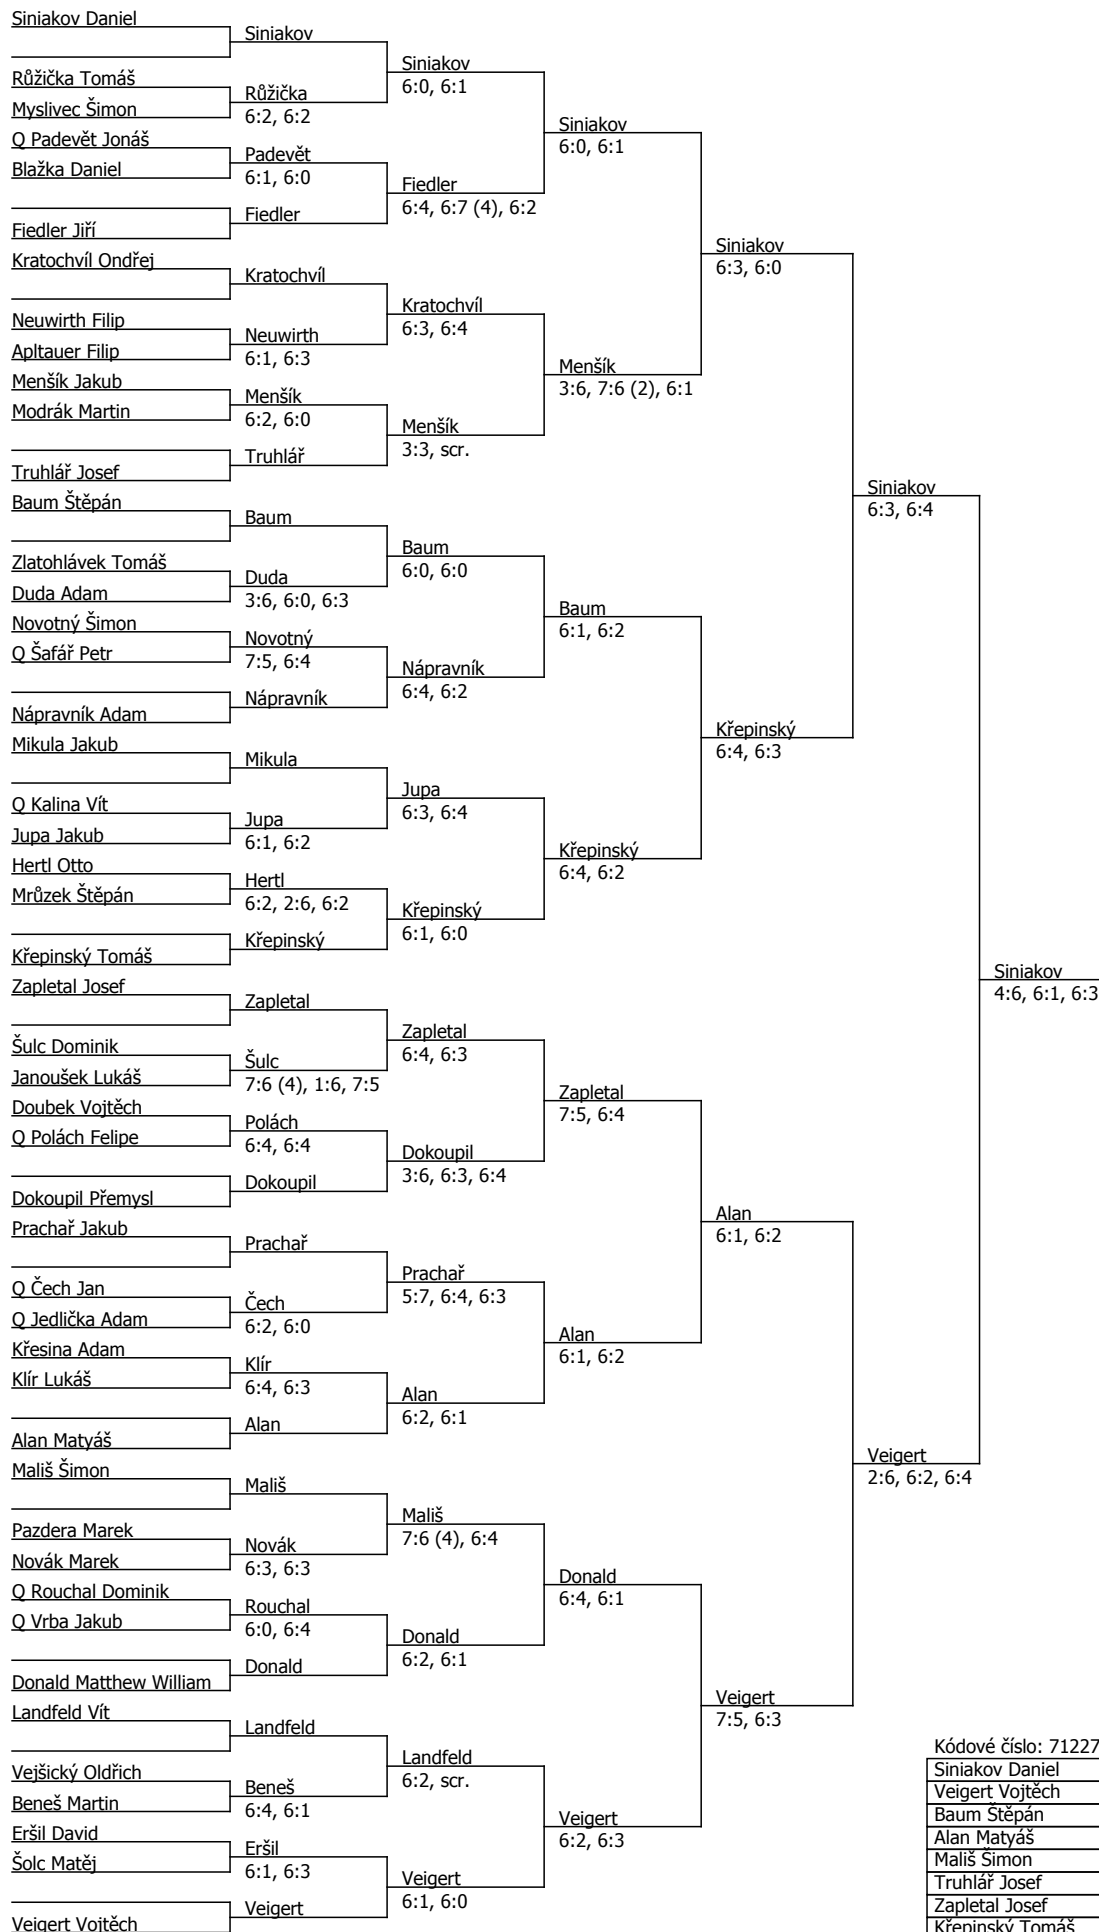 Siniakov Daniel
Růžička Tomáš
Myslivec Šimon
Q Padevět Jonáš
Blažka Daniel
Fiedler Jiří
Kratochvíl Ondřej
Neuwirth Filip
Apltauer Filip
Menšík Jakub
Modrák Martin
Truhlář Josef
Baum Štěpán
Zlatohlávek Tomáš
Duda Adam
Novotný Šimon
Q Šafář Petr
Nápravník Adam
Mikula Jakub
Q Kalina Vít
Jupa Jakub
Hertl Otto
Mrůzek Štěpán
Křepinský Tomáš
Zapletal Josef
Šulc Dominik
Janoušek Lukáš
Doubek Vojtěch
Q Polách Felipe
Dokoupil Přemysl
Prachař Jakub
Q Čech Jan
Q Jedlička Adam
Křesina Adam
Klír Lukáš
Alan Matyáš
Mališ Šimon
Pazdera Marek
Novák Marek
Q Rouchal Dominik
Q Vrba Jakub
Donald Matthew William
Landfeld Vít
Vejšický Oldřich
Beneš Martin
Eršil David
Šolc Matěj
Veigert Vojtěch
Siniakov
Růžička
6:2, 6:2
Padevět
6:1, 6:0
Fiedler
Kratochvíl
Neuwirth
6:1, 6:3
Menšík
6:2, 6:0
Truhlář
Baum
Duda
3:6, 6:0, 6:3
Novotný
7:5, 6:4
Nápravník
Mikula
Jupa
6:1, 6:2
Hertl
6:2, 2:6, 6:2
Křepinský
Zapletal
Šulc
7:6 (4), 1:6, 7:5
Polách
6:4, 6:4
Dokoupil
Prachař
Čech
6:2, 6:0
Klír
6:4, 6:3
Alan
Mališ
Novák
6:3, 6:3
Rouchal
6:0, 6:4
Donald
Landfeld
Beneš
6:4, 6:1
Eršil
6:1, 6:3
Veigert
Siniakov
6:0, 6:1
Fiedler
6:4, 6:7 (4), 6:2
Kratochvíl
6:3, 6:4
Menšík
3:3, scr.
Baum
6:0, 6:0
Nápravník
6:4, 6:2
Jupa
6:3, 6:4
Křepinský
6:1, 6:0
Zapletal
6:4, 6:3
Dokoupil
3:6, 6:3, 6:4
Prachař
5:7, 6:4, 6:3
Alan
6:2, 6:1
Mališ
7:6 (4), 6:4
Donald
6:2, 6:1
Landfeld
6:2, scr.
Veigert
6:1, 6:0
Siniakov
6:0, 6:1
Menšík
3:6, 7:6 (2), 6:1
Baum
6:1, 6:2
Křepinský
6:4, 6:2
Zapletal
7:5, 6:4
Alan
6:1, 6:2
Donald
6:4, 6:1
Veigert
6:2, 6:3
Siniakov
6:3, 6:0
Křepinský
6:4, 6:3
Alan
6:1, 6:2
Veigert
7:5, 6:3
Siniakov
6:3, 6:4
Veigert
2:6, 6:2, 6:4
Siniakov
4:6, 6:1, 6:3
Kódové číslo: 71227
Siniakov Daniel
Veigert Vojtěch
Baum Štěpán
Alan Matyáš
Mališ Šimon
Truhlář Josef
Zapletal Josef
Křepinský Tomáš